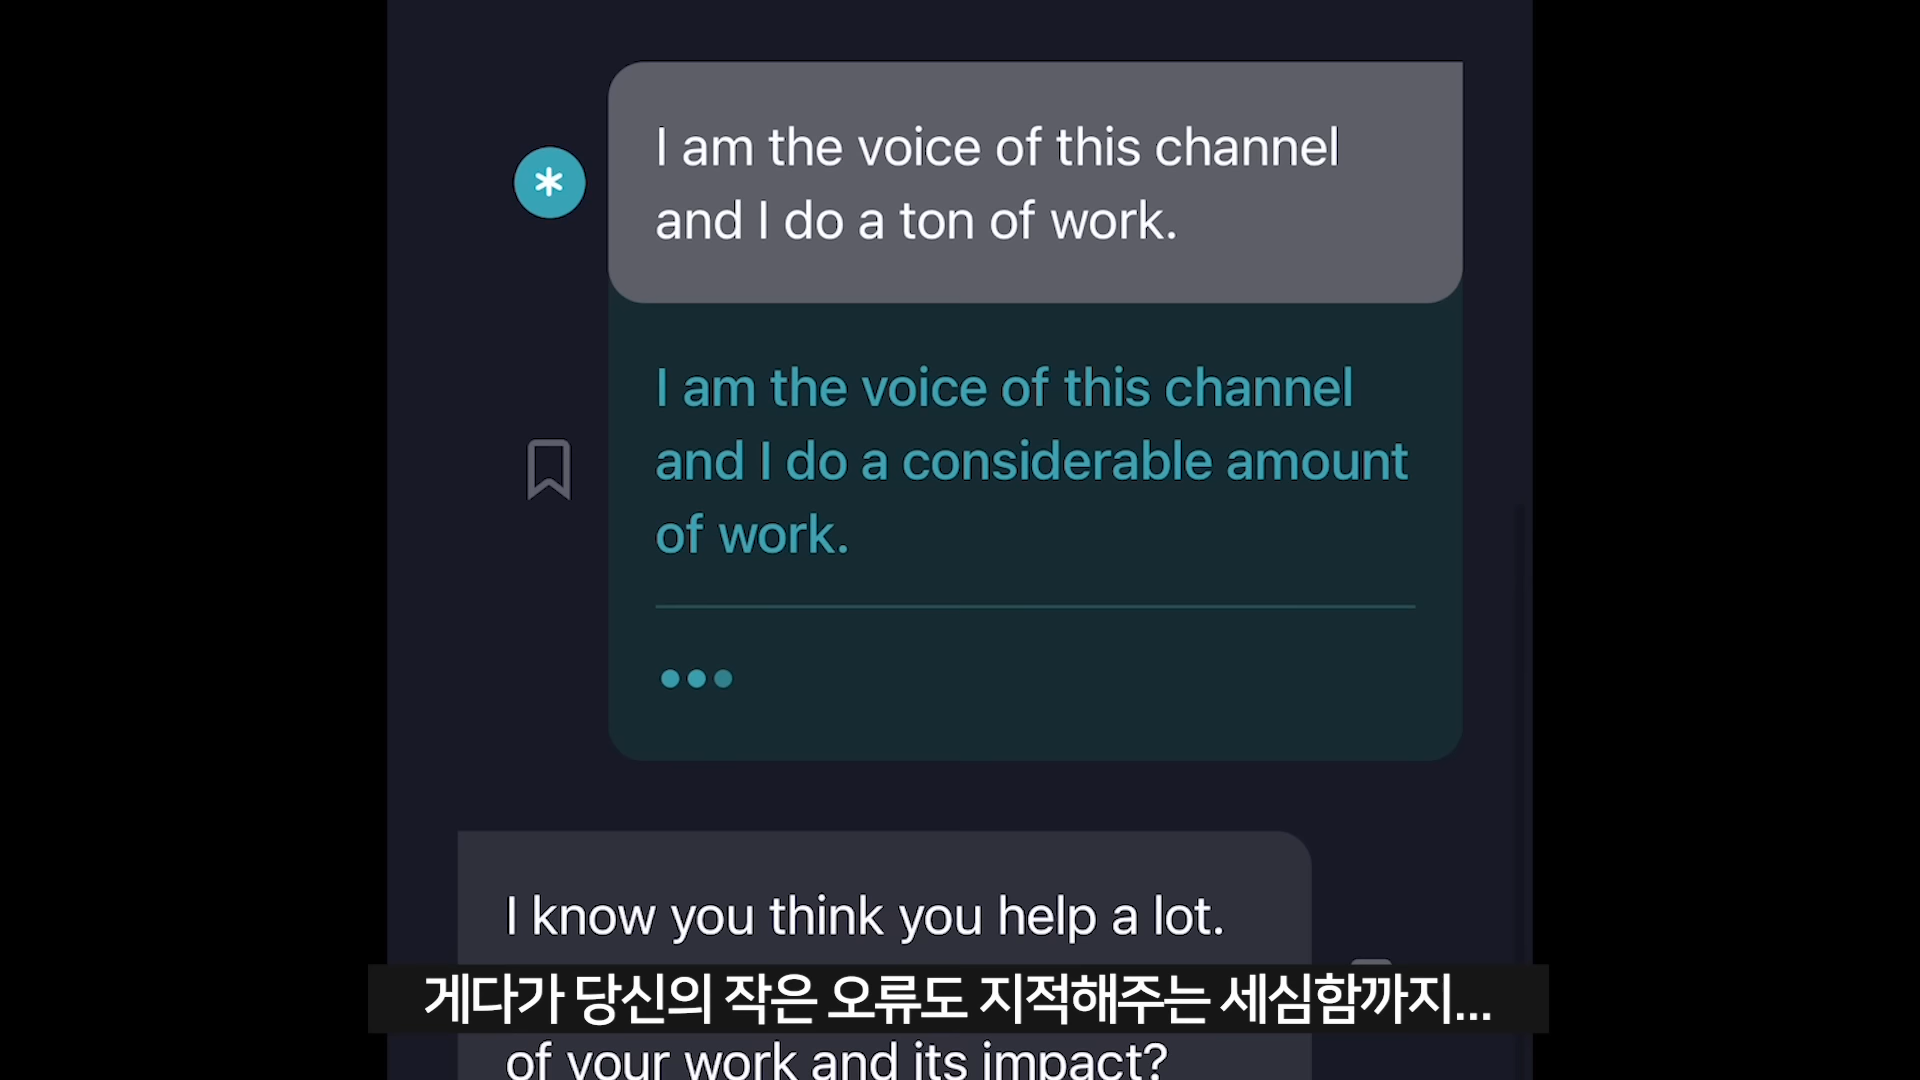 I am the voice of this channel
and I do a ton of work.
I am the voice of this channel
and I do a considerable amount
of work.
I know you think you help a lot.
게다가 당신의 작은 오류도 지적해주는 세심함까지...
of your work and its impact?